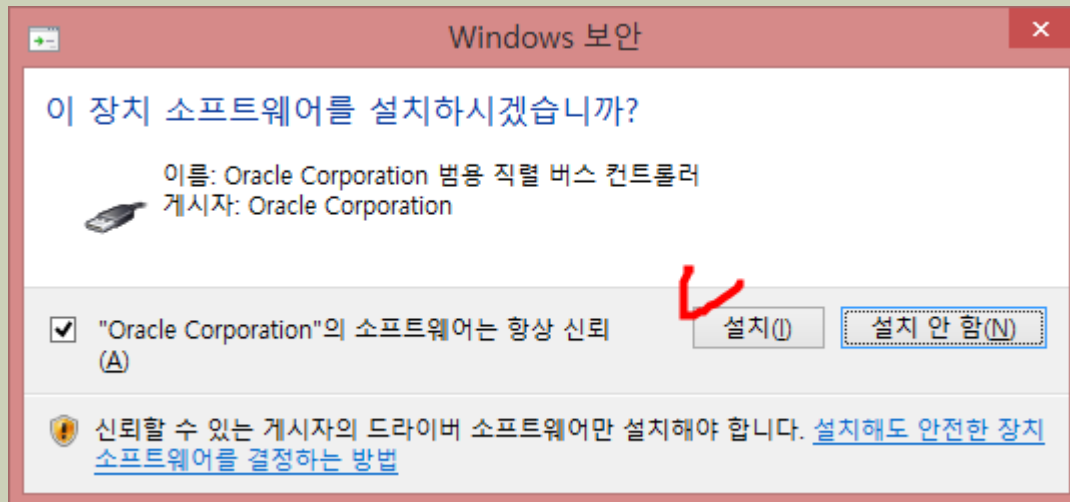 Windows 보안
이 장치 소프트웨어를 설치하시겠습니까?
이름: Oracle Corporation 범용 직렬 버스 컨트롤러
게시자: Oracle Corporation
"Oracle Corporation"의 소프트웨어는 항상 신뢰
(A)
설치(I)
설치 안 함(N)
신뢰할 수 있는 게시자의 드라이버 소프트웨어만 설치해야 합니다. 설치해도 안전한 장치
소프트웨어를 결정하는 방법